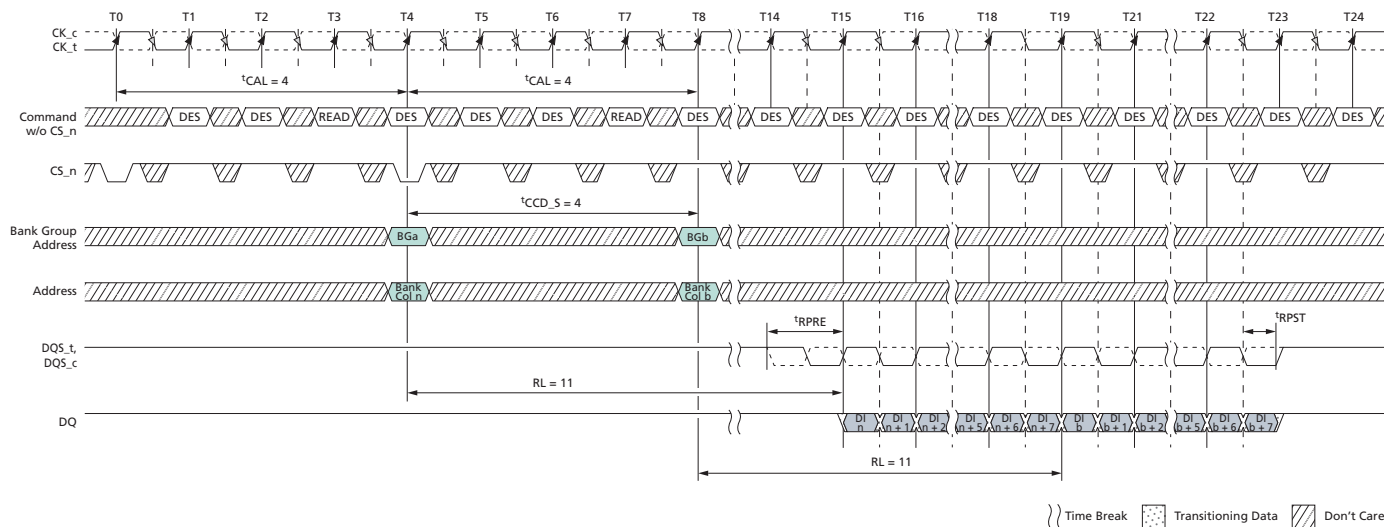 T0 T1 T2 T3 T4 T5 T6 T7 T8 T14 T15 T16 T18 T19 T21 T22 T23 T24
CK_c
CK_t
tCAL = 4 tCAL = 4
Command
w/o CS_n
DES DES READ DES DES DES READ DES DES DES DES DES DES DES DES DES DES
CS_n
tCCD_S = 4
Bank Group
Address
BGa BGb
Address
Bank
Col n
Bank
Col b
tRPRE tRPST
DQS_t,
DQS_c
RL = 11
DQ
DI
n
DI
n + 1
DI
n + 2
DI
n + 5
DI
n + 6
DI
n + 7
DI
b
DI
b + 1
DI
b + 2
DI
b + 5
DI
b + 6
DI
b + 7
RL = 11
Time Break Transitioning Data Don't Care